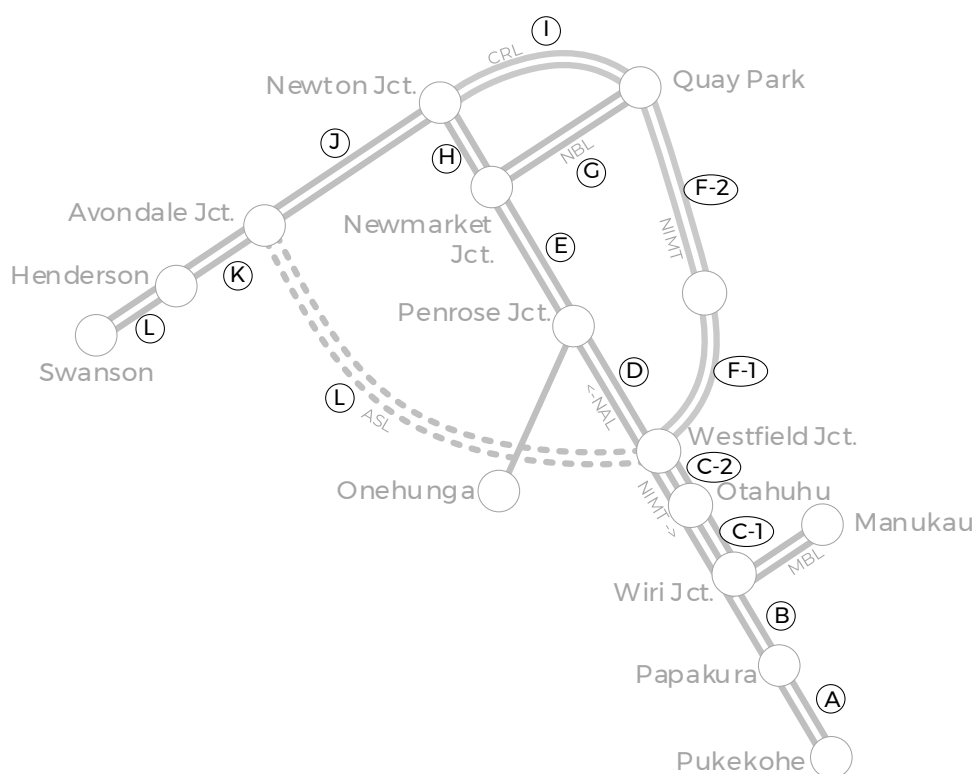 I
CRL
Newton Jct.
Quay Park
J
H
NBL
G
F-2
Avondale Jct.
Newmarket
Jct.
NIMT
E
Henderson
K
Penrose Jct.
L
Swanson
D
F-1
L
ASL
<-NAL
Westfield Jct.
C-2
Onehunga
Otahuhu
NIMT ->
C-1
Manukau
MBL
Wiri Jct.
B
Papakura
A
Pukekohe